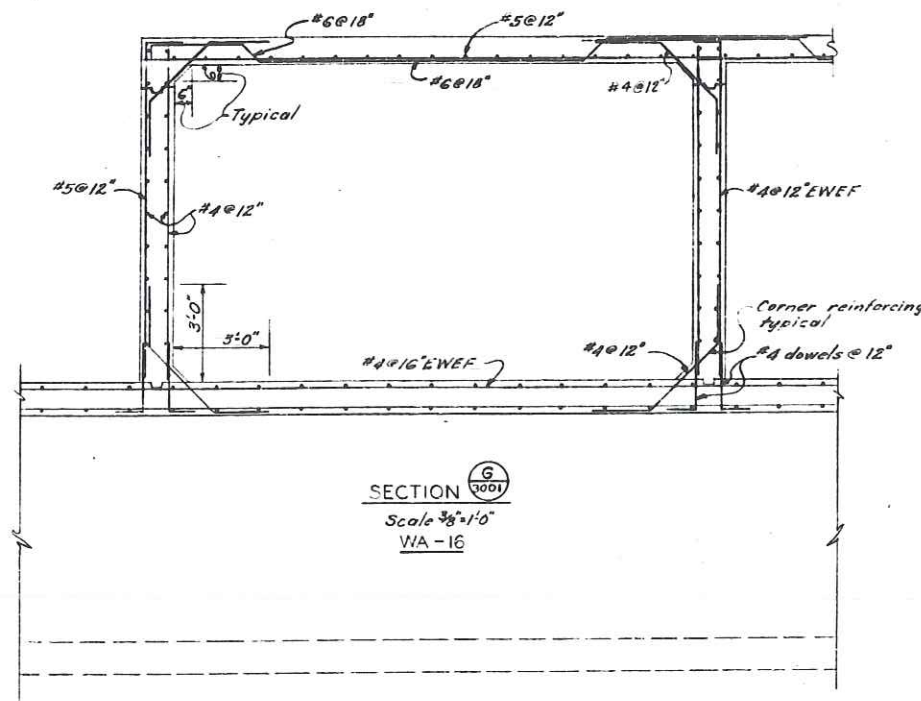 #6@18"
#5@12"
#6@18"
#4@12"
6"
6"
Typical
#5@12"
#4@12"
#4@12" EWEF
3'-0"
3'-0"
Corner reinforcing
typical
#4@12"
#4 dowels @ 12"
#4@16" EWEF
SECTION G
3001
Scale 3/8"=1'-0"
WA-16